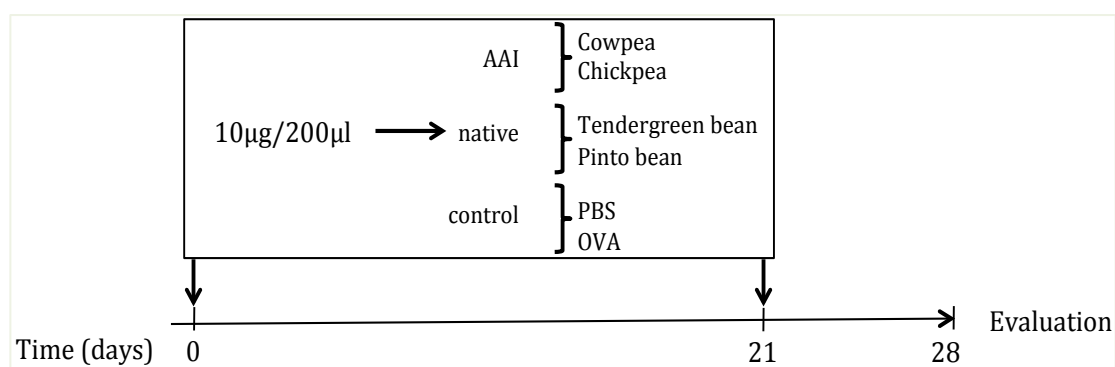 AAI
Cowpea
Chickpea
10µg/200µl
native
Tendergreen bean
Pinto bean
control
PBS
OVA
Time (days)
0
21
28
Evaluation